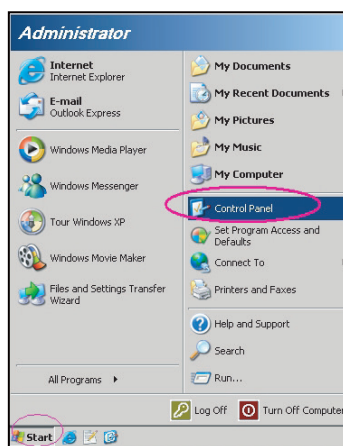 Administrator
Internet
Internet Explorer
E-mail
Outlook Express
Windows Media Player
Windows Messenger
Tour Windows XP
Windows Movie Maker
Files and Settings Transfer
Wizard
All Programs
My Documents
My Recent Documents
My Pictures
My Music
My Computer
Control Panel
Set Program Access and
Defaults
Connect To
Printers and Faxes
Help and Support
Search
Run...
Log Off
Turn Off Computer
Start